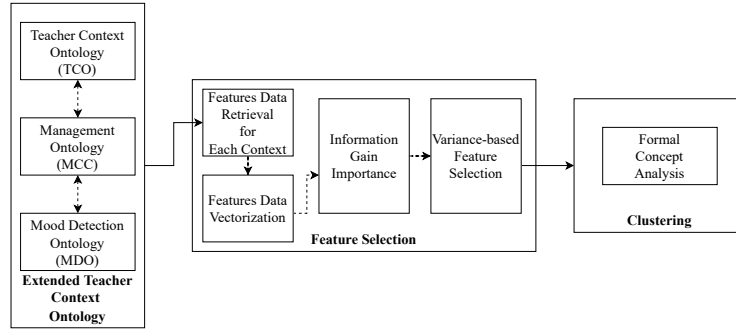 Teacher Context
Ontology
(TCO)
Management
Ontology
(MCC)
Mood Detection
Ontology
(MDO)
Extended Teacher
Context
Ontology
Features Data
Retrieval
for
Each Context
Features Data
Vectorization
Information
Gain
Importance
Variance-based
Feature
Selection
Feature Selection
Formal
Concept
Analysis
Clustering